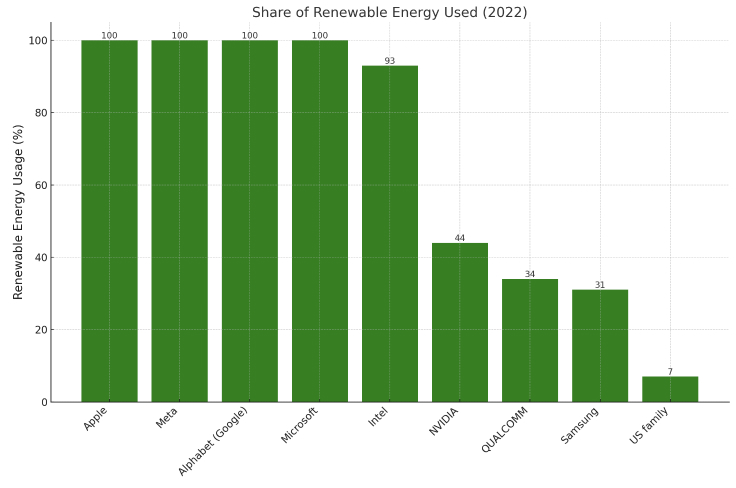 Share of Renewable Energy Used (2022)
Renewable Energy Usage (%)
100
80
60
40
20
0
100
100
100
100
93
44
34
31
7
Apple
Meta
Alphabet (Google)
Microsoft
Intel
NVIDIA
QUALCOMM
Samsung
US family